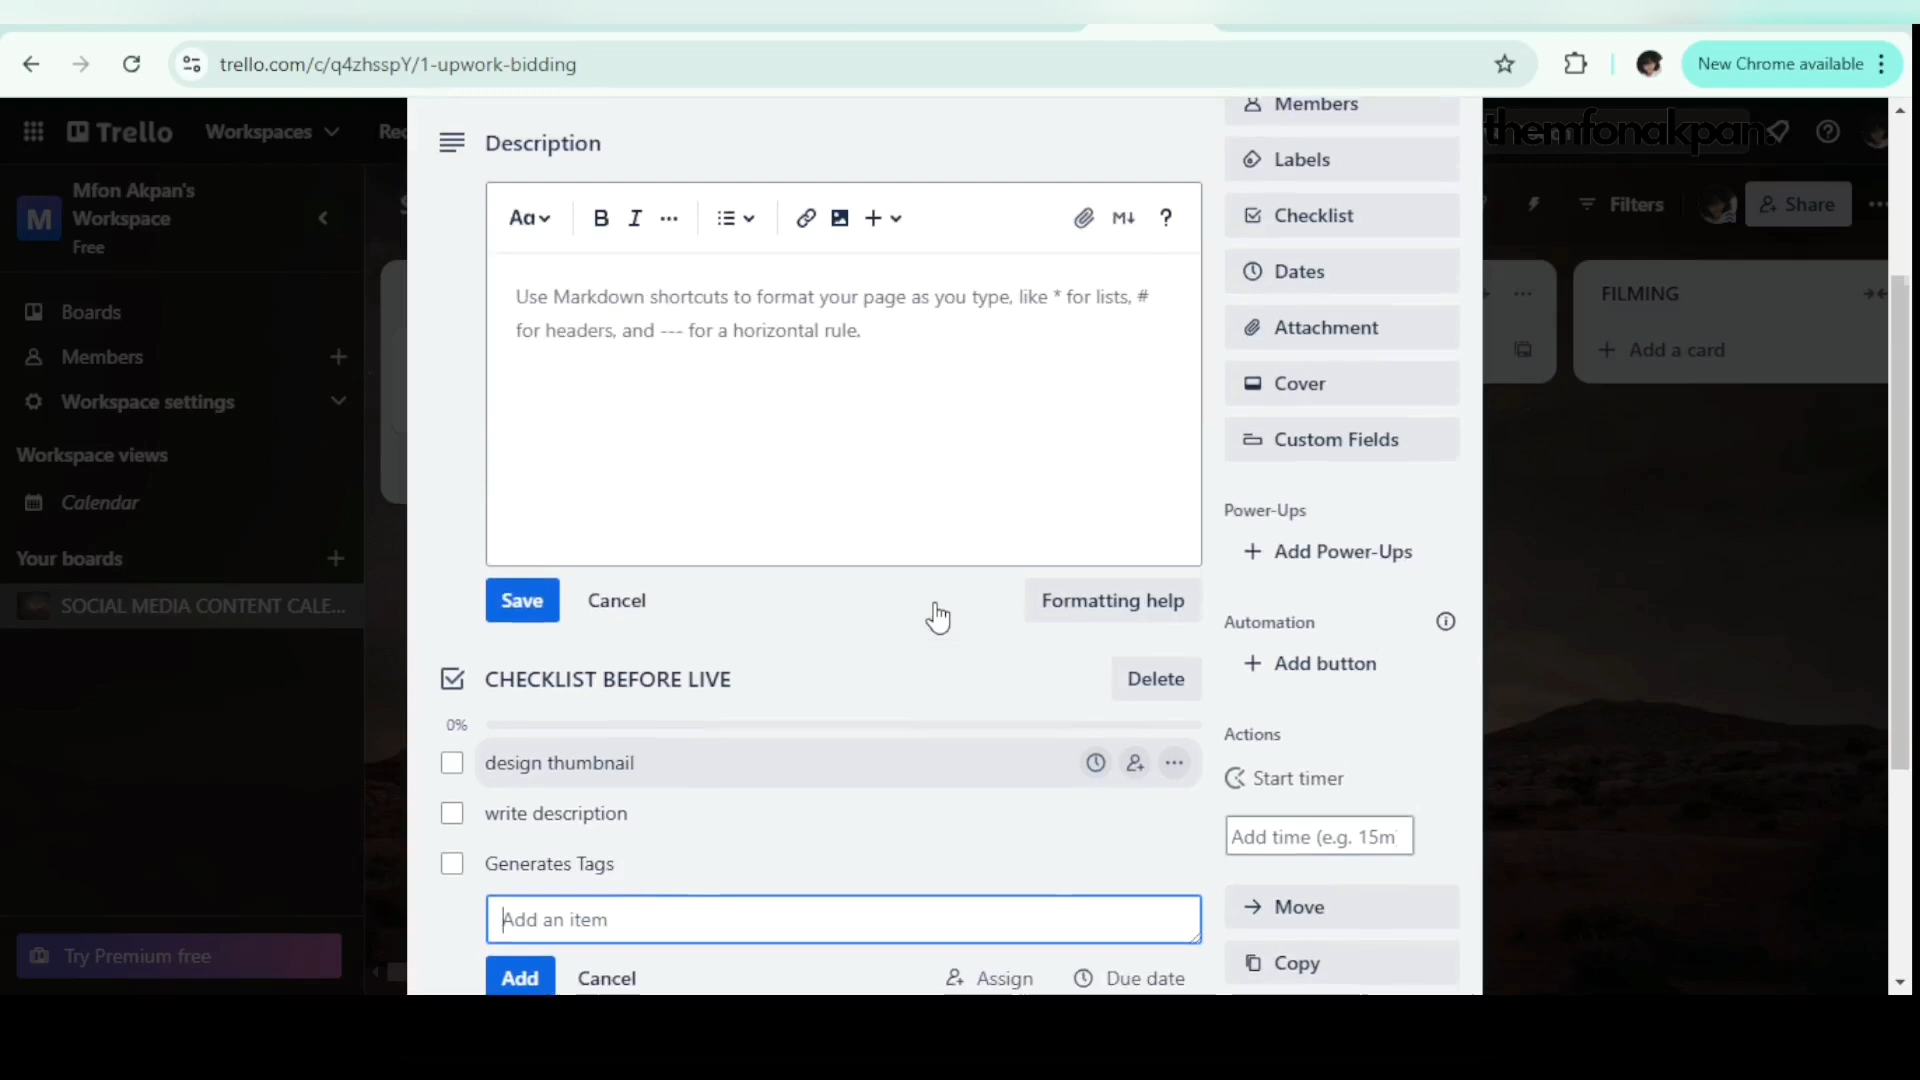 trello.com/c/q4zhsspY/1-upwork-bidding
New Chrome available
Trello
Workspaces
Rec
themfonakpan.
Mfon Akpan's
Workspace
Free
Boards
Members
Workspace settings
Workspace views
Calendar
Your boards
SOCIAL MEDIA CONTENT CALE...
Try Premium free
Description
Aa
B I ...
M↓ ?
Use Markdown shortcuts to format your page as you type, like * for lists, #
for headers, and --- for a horizontal rule.
Save Cancel Formatting help
CHECKLIST BEFORE LIVE Delete
0%
design thumbnail
write description
Generates Tags
Add an item
Add Cancel Assign Due date
Members
Labels
Checklist
Dates
Attachment
Cover
Custom Fields
Power-Ups
+ Add Power-Ups
Automation
+ Add button
Actions
Start timer
Add time (e.g. 15m
Move
Copy
Filters Share
FILMING
+ Add a card